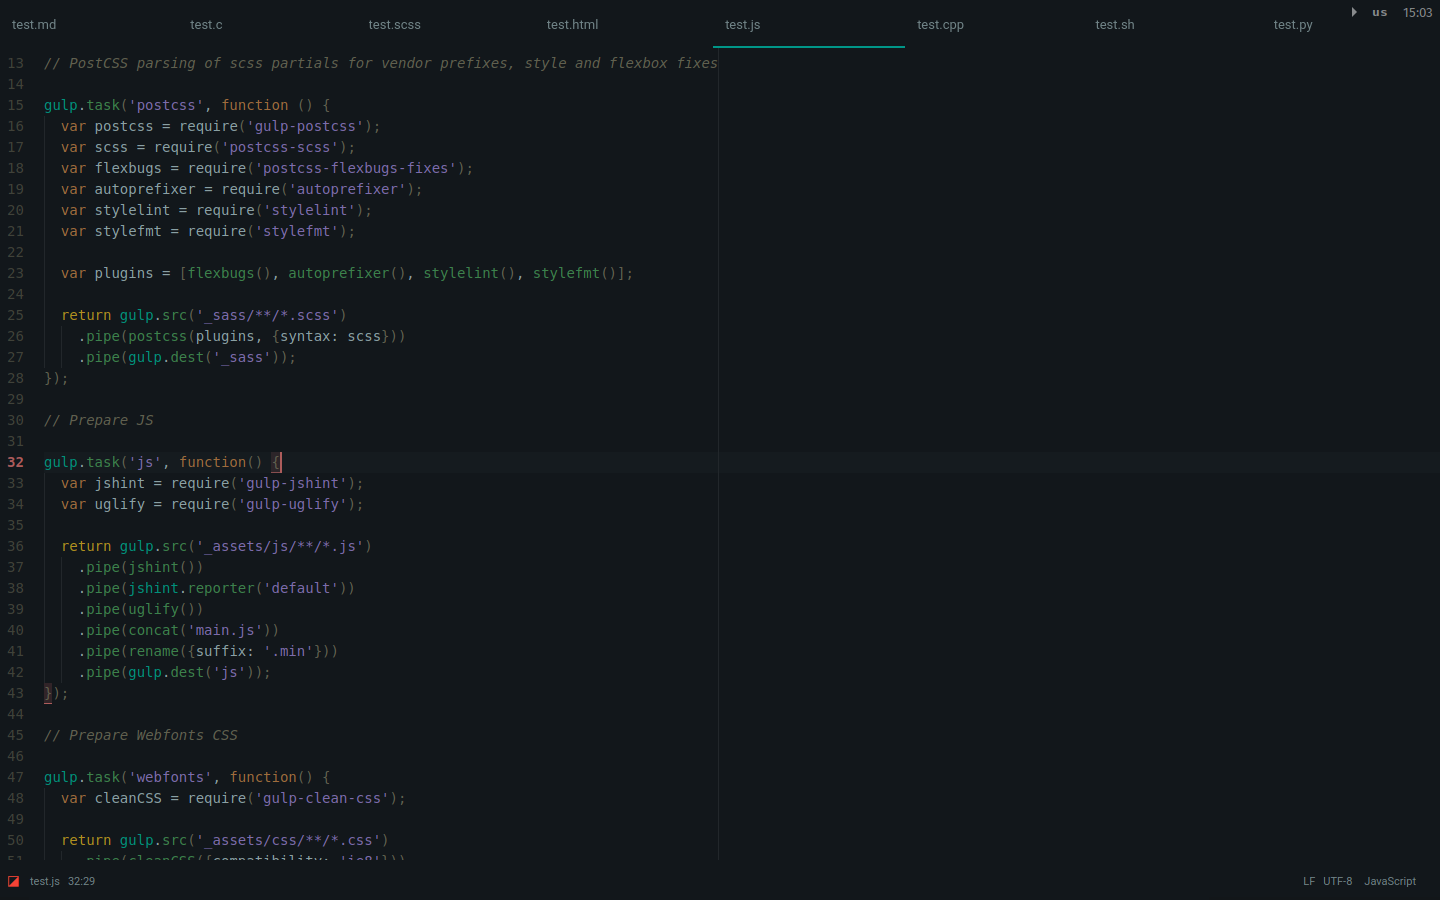 test.md test.c test.scss test.html test.js test.cpp test.sh test.py us 15:03
13 // PostCSS parsing of scss partials for vendor prefixes, style and flexbox fixes
14
15 gulp.task('postcss', function () {
16   var postcss = require('gulp-postcss');
17   var scss = require('postcss-scss');
18   var flexbugs = require('postcss-flexbugs-fixes');
19   var autoprefixer = require('autoprefixer');
20   var stylelint = require('stylelint');
21   var stylefmt = require('stylefmt');
22
23   var plugins = [flexbugs(), autoprefixer(), stylelint(), stylefmt()];
24
25   return gulp.src('_sass/**/*.scss')
26     .pipe(postcss(plugins, {syntax: scss}))
27     .pipe(gulp.dest('_sass'));
28 });
29
30 // Prepare JS
31
32 gulp.task('js', function() {
33   var jshint = require('gulp-jshint');
34   var uglify = require('gulp-uglify');
35
36   return gulp.src('_assets/js/**/*.js')
37     .pipe(jshint())
38     .pipe(jshint.reporter('default'))
39     .pipe(uglify())
40     .pipe(concat('main.js'))
41     .pipe(rename({suffix: '.min'}))
42     .pipe(gulp.dest('js'));
43 });
44
45 // Prepare Webfonts CSS
46
47 gulp.task('webfonts', function() {
48   var cleanCSS = require('gulp-clean-css');
49
50   return gulp.src('_assets/css/**/*.css')
51     .pipe(cleanCSS({compatibility: 'ie8'}))
test.js 32:29 LF UTF-8 JavaScript